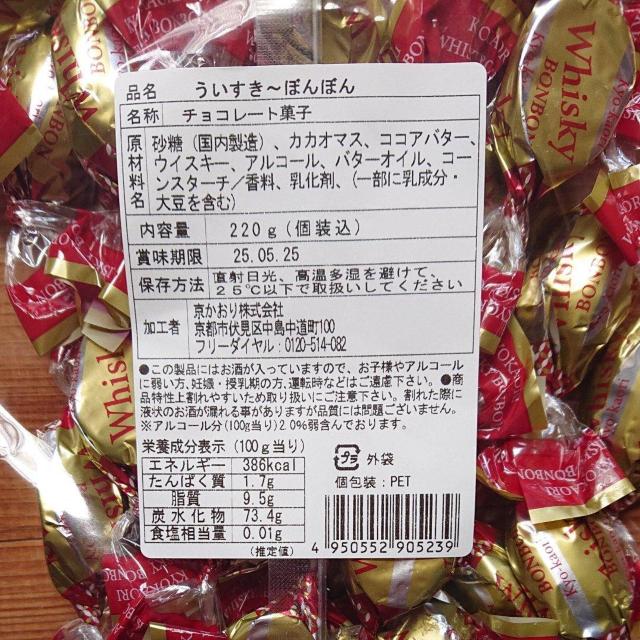 品名 ういすき～ぼんぼん
名称 チョコレート菓子
原材料名 砂糖（国内製造）、カカオマス、ココアバター、
ウイスキー、アルコール、バターオイル、コー
ンスターチ／香料、乳化剤、（一部に乳成分・
大豆を含む）
内容量 220ｇ（個装込）
賞味期限 25.05.25
保存方法 直射日光、高温多湿を避けて、
25℃以下で取扱いしてください
加工者 京かおり株式会社
京都市伏見区中島中道町100
フリーダイヤル：0120-514-082
●この製品にはお酒が入っていますので、お子様やアルコール
に弱い方、妊娠・授乳期の方、運転時などはご遠慮下さい。●商
品特性上割れやすいため取り扱いにご注意下さい。割れた際に
液状のお酒が漏れる事がありますが品質には問題ございません。
※アルコール分(100g当り)2.0%弱含んでおります。
栄養成分表示（100ｇ当り）
エネルギー 386kcal
たんぱく質 1.7g
脂質 9.5g
炭水化物 73.4g
食塩相当量 0.01g
（推定値）
プラ 外袋
個包装：PET
4 950552 905239
Whisky
BONBON
Kyo kaori
Whisky
BONBON
Kyo kaori
Whisky
BONBON
KYOKAORI
BONBON